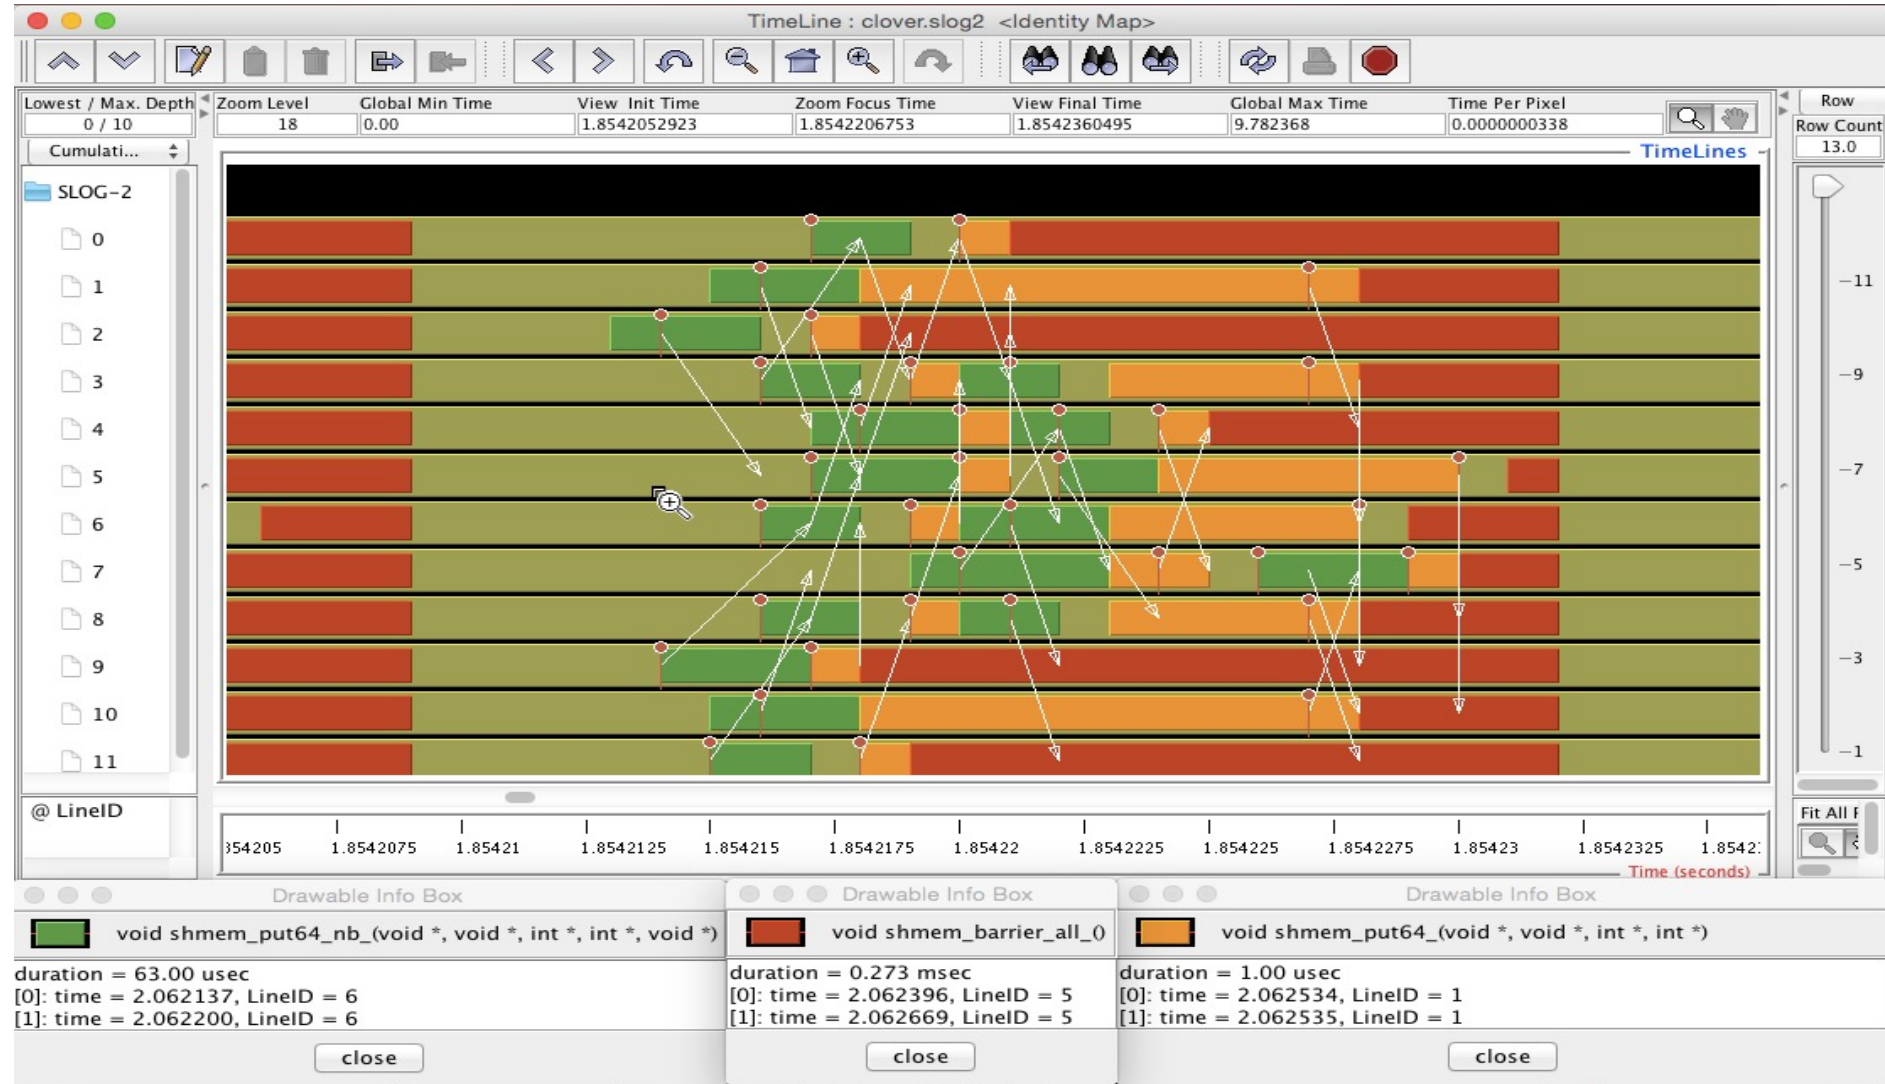 TimeLine : clover.slog2 <Identity Map>
Lowest / Max. Depth
0 / 10
Zoom Level
18
Global Min Time
0.00
View Init Time
1.8542052923
Zoom Focus Time
1.8542206753
View Final Time
1.8542360495
Global Max Time
9.782368
Time Per Pixel
0.0000000338
Row
Row Count
13.0
Cumulati...
TimeLines
SLOG-2
0
1
2
3
4
5
6
7
8
9
10
11
-11
-9
-7
-5
-3
-1
@ LineID
Fit All
354205 1.8542075 1.85421 1.8542125 1.854215 1.8542175 1.85422 1.8542225 1.854225 1.8542275 1.85423 1.8542325 1.8542:
Time (seconds)
Drawable Info Box
void shmem_put64_nb_(void *, void *, int *, int *, void *)
duration = 63.00 usec
[0]: time = 2.062137, LineID = 6
[1]: time = 2.062200, LineID = 6
close
Drawable Info Box
void shmem_barrier_all_()
duration = 0.273 msec
[0]: time = 2.062396, LineID = 5
[1]: time = 2.062669, LineID = 5
close
Drawable Info Box
void shmem_put64_(void *, void *, int *, int *)
duration = 1.00 usec
[0]: time = 2.062534, LineID = 1
[1]: time = 2.062535, LineID = 1
close